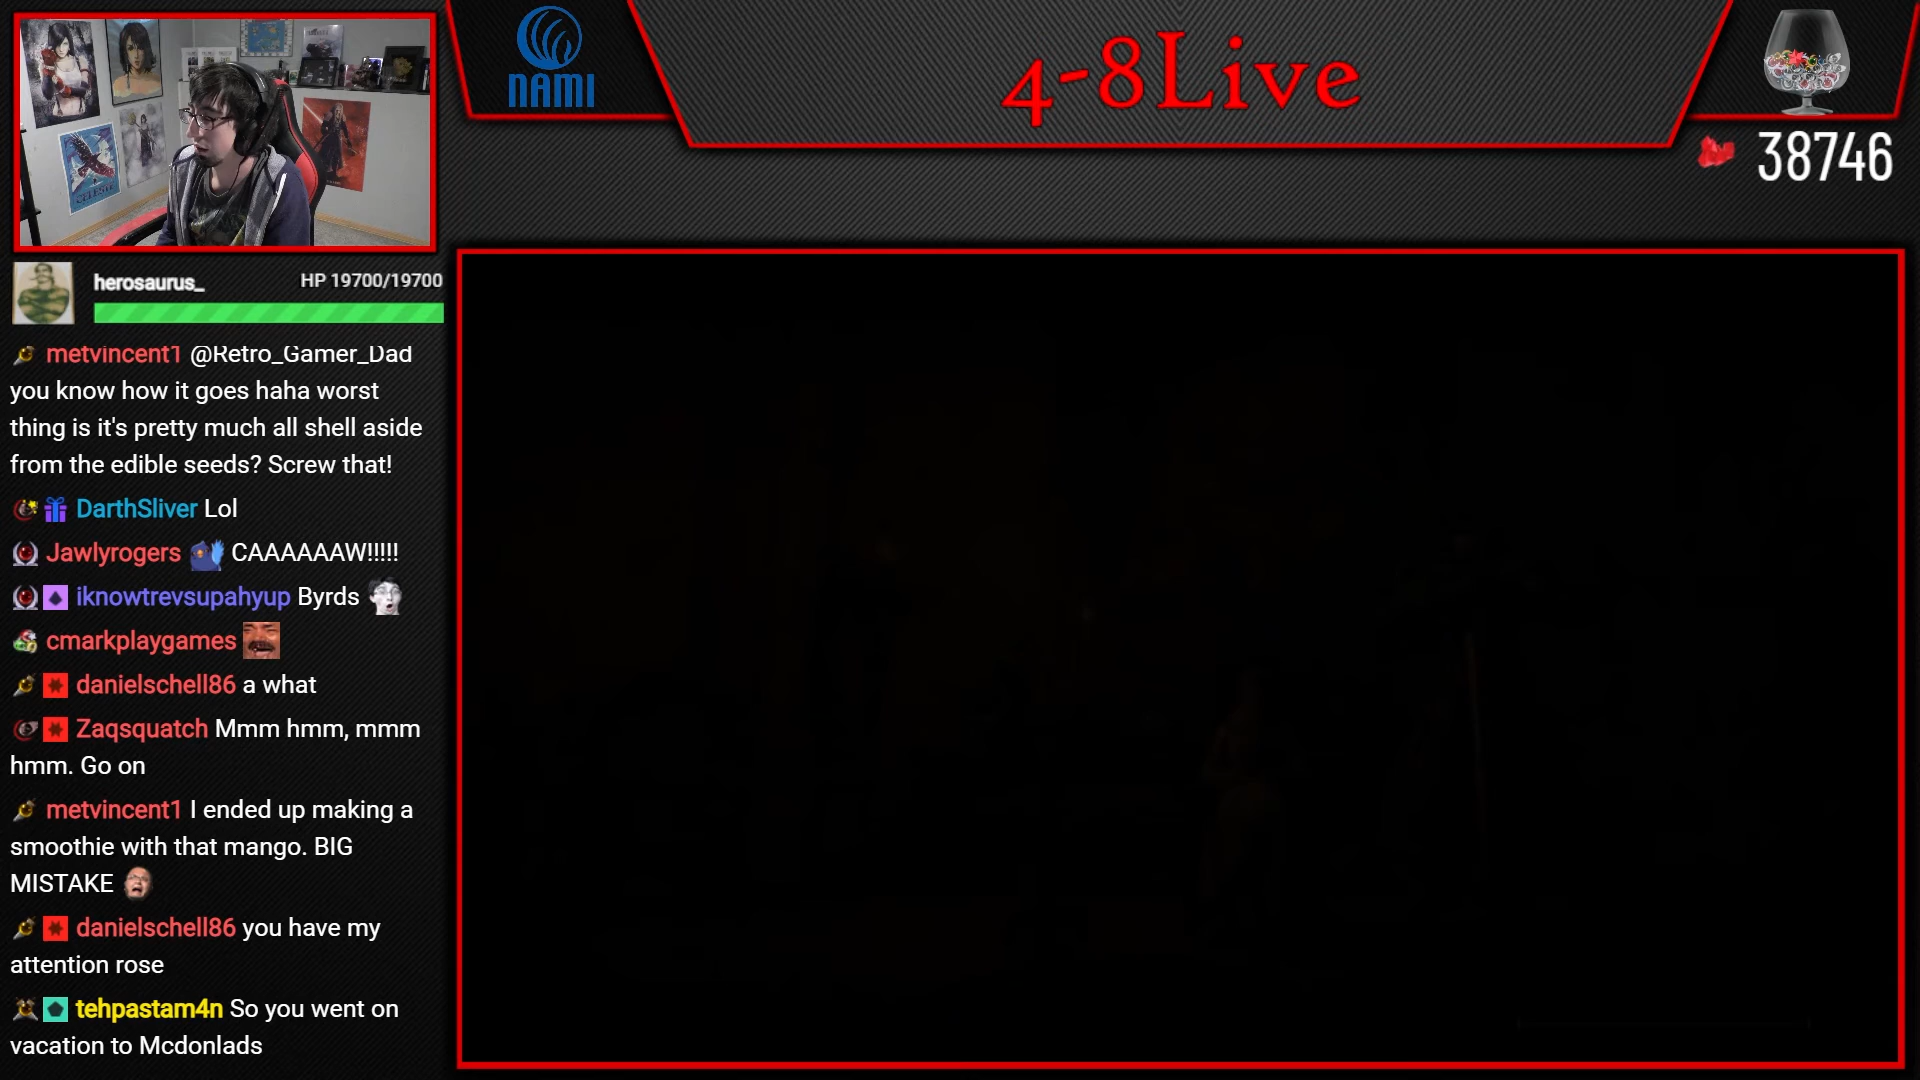 NAMI
4-8Live
38746
CELESTE
herosaurus_ HP 19700/19700
metvincent1 @Retro_Gamer_Dad
you know how it goes haha worst
thing is it's pretty much all shell aside
from the edible seeds? Screw that!
DarthSliver Lol
Jawlyrogers CAAAAAAW!!!!!
iknowtrevsupahyup Byrds
cmarkplaygames
danielschell86 a what
Zaqsquatch Mmm hmm, mmm
hmm. Go on
metvincent1 I ended up making a
smoothie with that mango. BIG
MISTAKE
danielschell86 you have my
attention rose
tehpastam4n So you went on
vacation to Mcdonlads